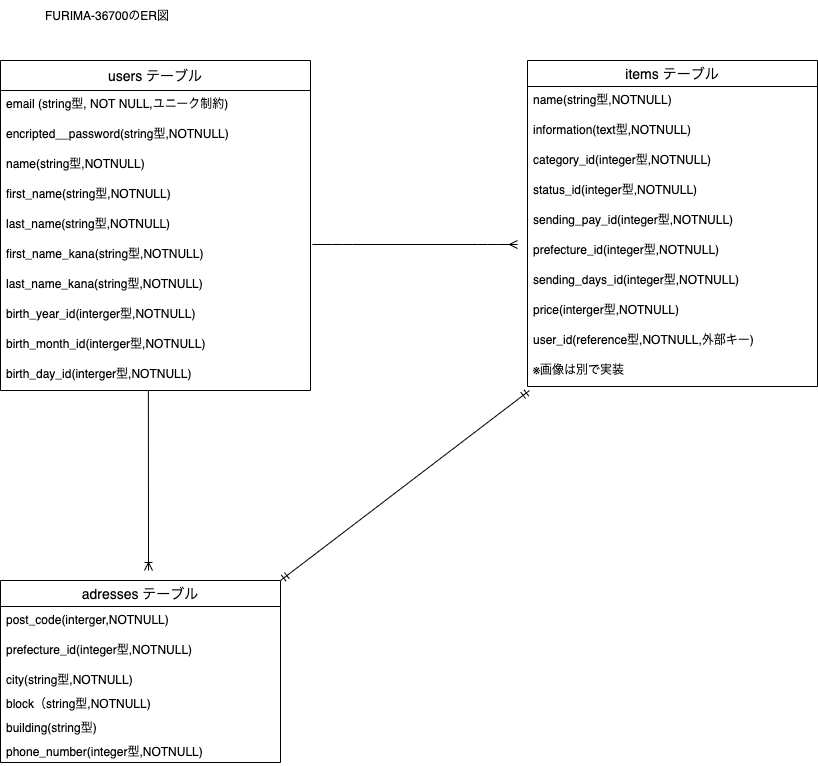 FURIMA-36700のER図
users テーブル
email (string型, NOT NULL,ユニーク制約)
encripted__password(string型,NOTNULL)
name(string型,NOTNULL)
first_name(string型,NOTNULL)
last_name(string型,NOTNULL)
first_name_kana(string型,NOTNULL)
last_name_kana(string型,NOTNULL)
birth_year_id(interger型,NOTNULL)
birth_month_id(interger型,NOTNULL)
birth_day_id(interger型,NOTNULL)
items テーブル
name(string型,NOTNULL)
information(text型,NOTNULL)
category_id(integer型,NOTNULL)
status_id(integer型,NOTNULL)
sending_pay_id(integer型,NOTNULL)
prefecture_id(integer型,NOTNULL)
sending_days_id(integer型,NOTNULL)
price(interger型,NOTNULL)
user_id(reference型,NOTNULL,外部キー)
※画像は別で実装
adresses テーブル
post_code(interger,NOTNULL)
prefecture_id(integer型,NOTNULL)
city(string型,NOTNULL)
block（string型,NOTNULL)
building(string型)
phone_number(integer型,NOTNULL)